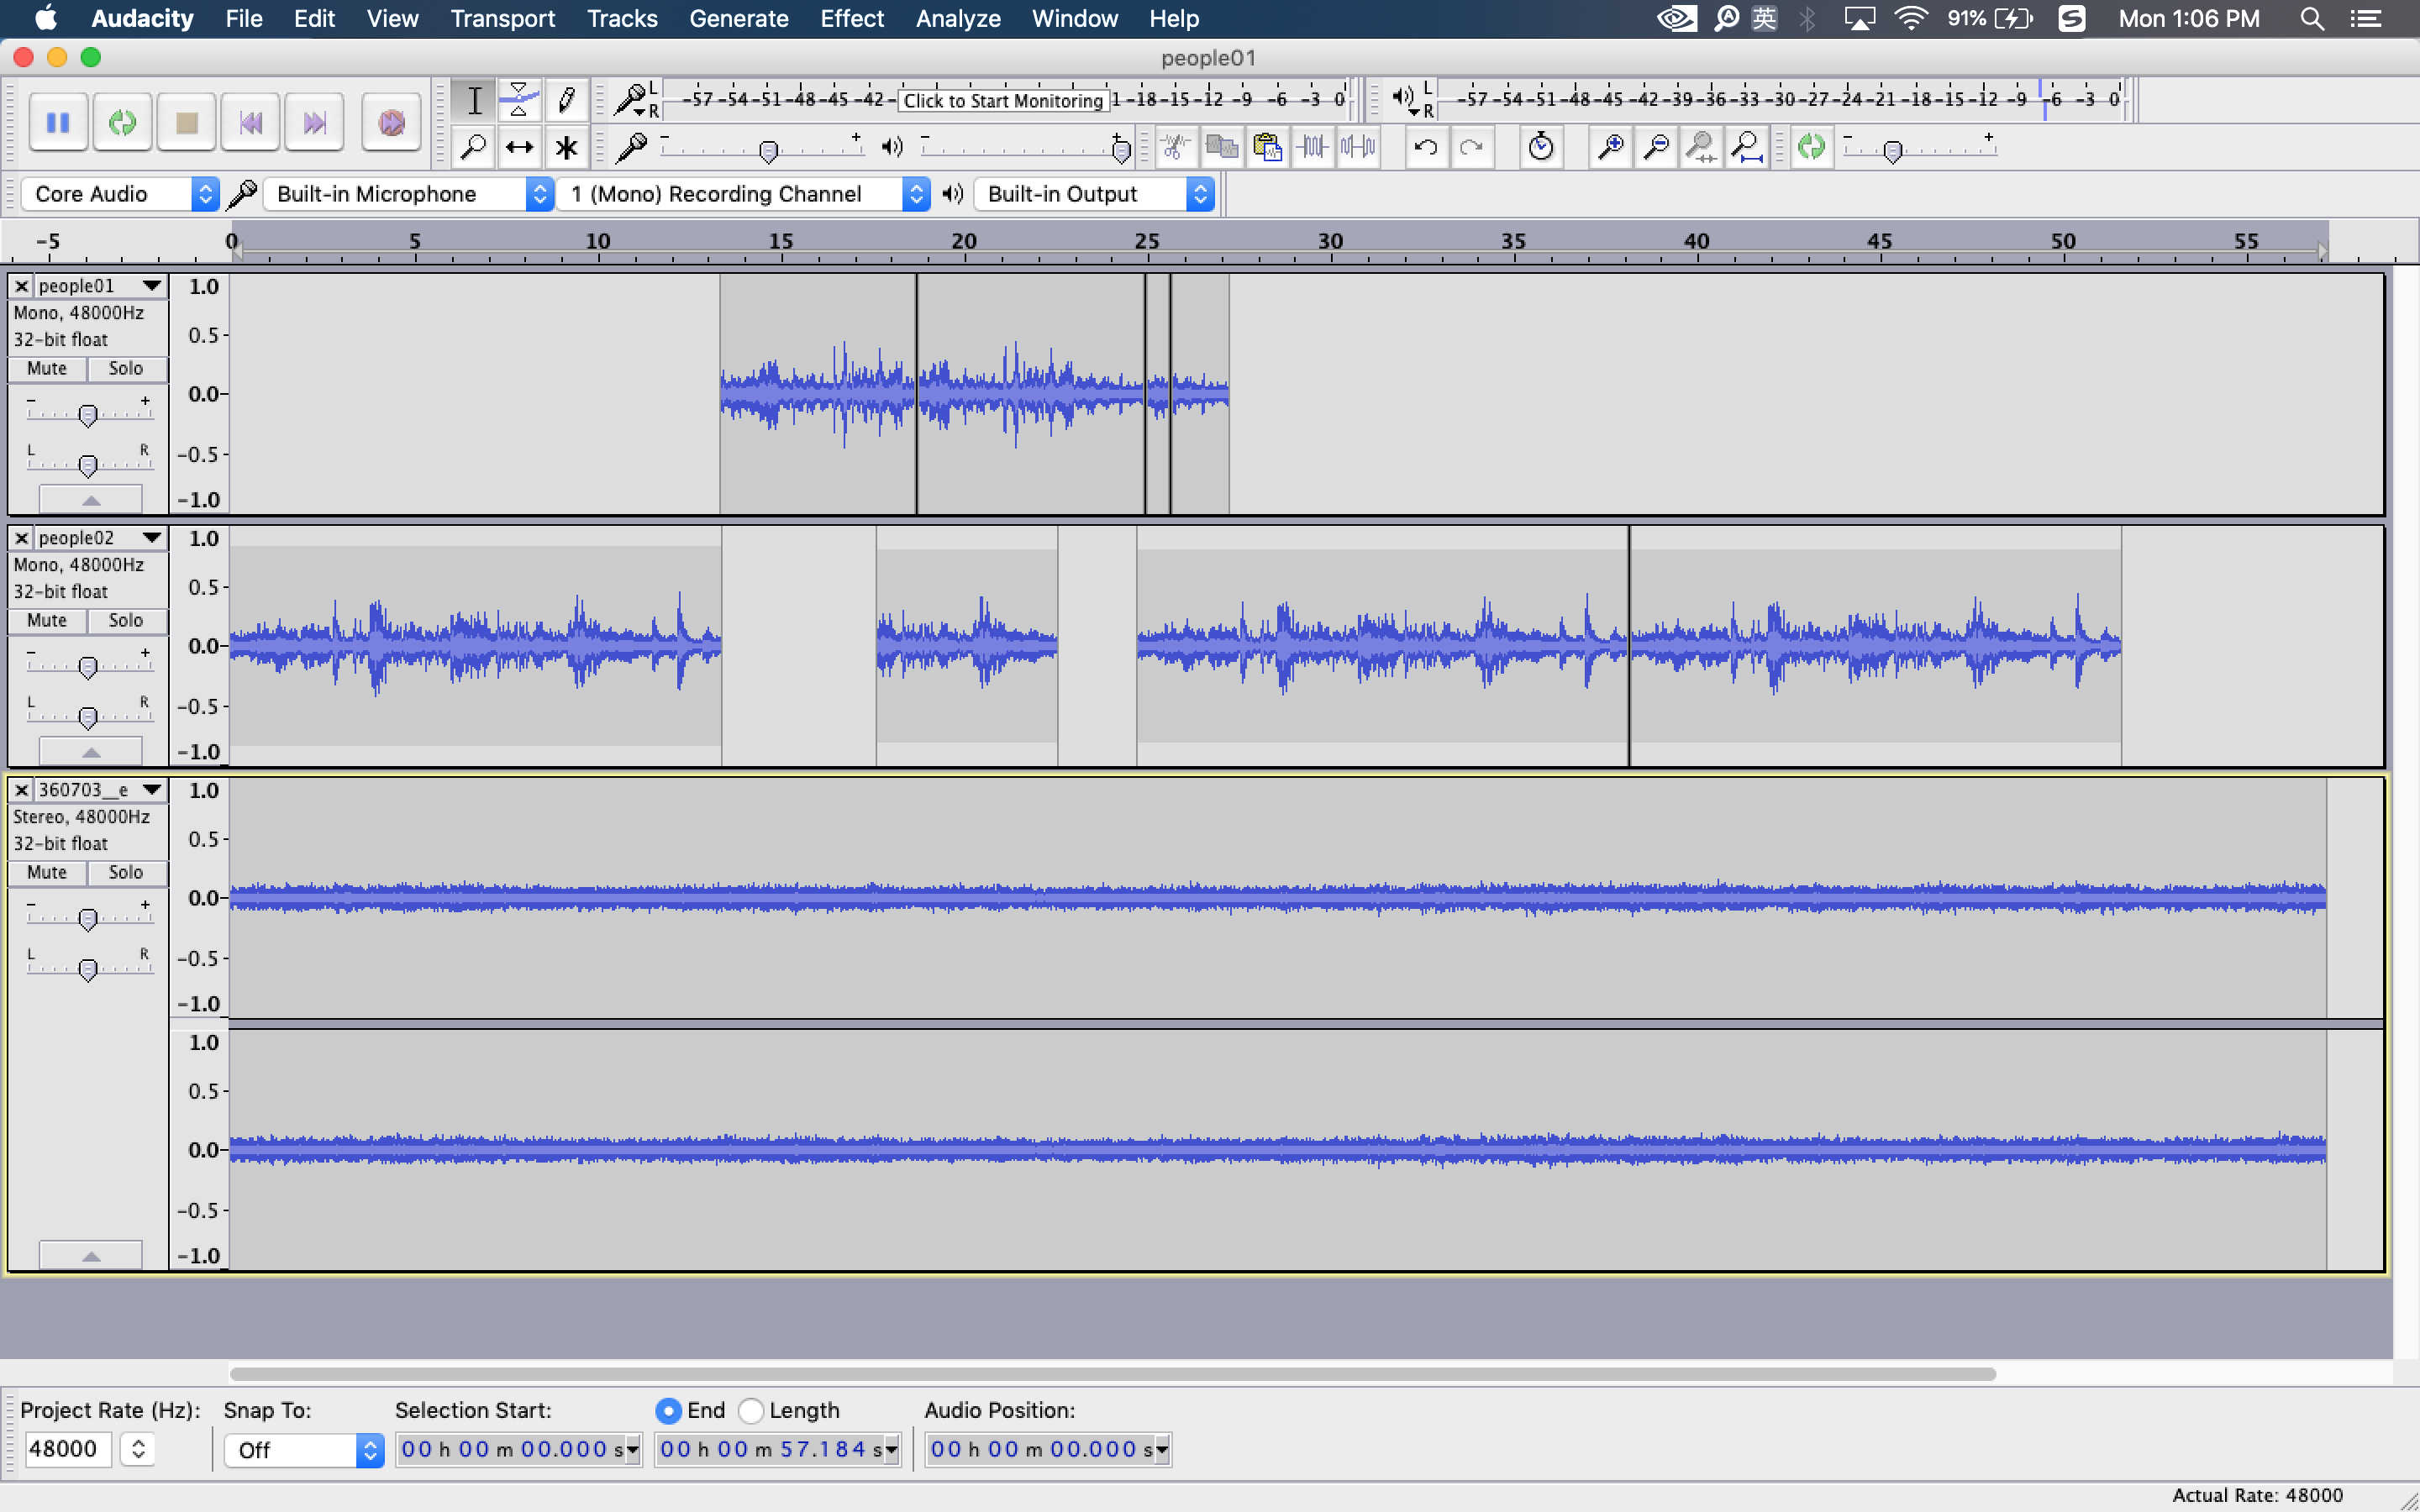 Audacity File Edit View Transport Tracks Generate Effect Analyze Window Help 英 91% Mon 1:06 PM
people01
L R -57 -54 -51 -48 -45 -42 - Click to Start Monitoring 1 -18 -15 -12 -9 -6 -3 0 L R -57 -54 -51 -48 -45 -42 -39 -36 -33 -30 -27 -24 -21 -18 -15 -12 -9 -6 -3 0
- + - + - +
Core Audio Built-in Microphone 1 (Mono) Recording Channel Built-in Output
-5 0 5 10 15 20 25 30 35 40 45 50 55
people01 1.0
Mono, 48000Hz
32-bit float 0.5
Mute Solo
- + 0.0
L R -0.5
-1.0
people02 1.0
Mono, 48000Hz
32-bit float 0.5
Mute Solo
- + 0.0
L R -0.5
-1.0
360703__e 1.0
Stereo, 48000Hz
32-bit float 0.5
Mute Solo
- + 0.0
L R -0.5
-1.0
1.0
0.5
0.0
-0.5
-1.0
Project Rate (Hz): Snap To: Selection Start: End Length Audio Position:
48000 Off 00 h 00 m 00.000 s 00 h 00 m 57.184 s 00 h 00 m 00.000 s
Actual Rate: 48000